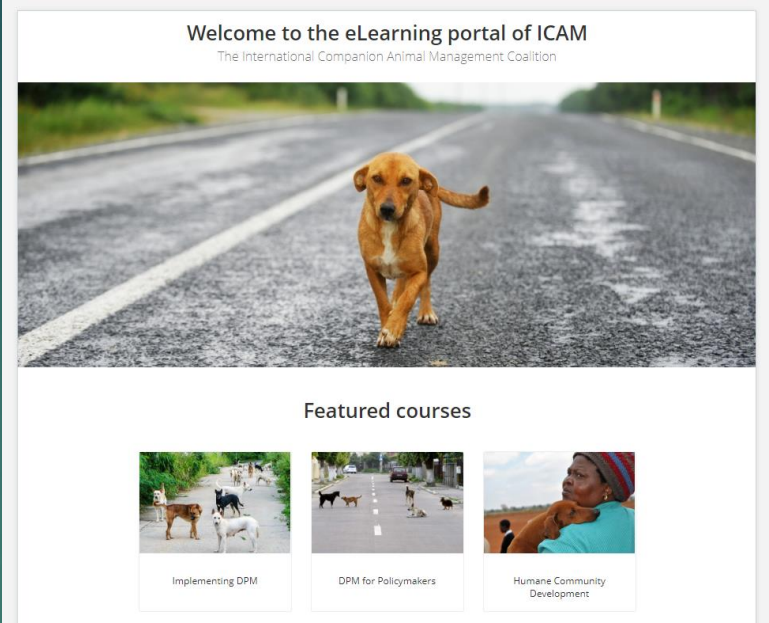 Welcome to the eLearning portal of ICAM
The International Companion Animal Management Coalition
Featured courses
Implementing DPM
DPM for Policymakers
Humane Community
Development